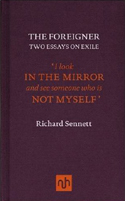 THE FOREIGNER
TWO ESSAYS ON EXILE
'I look
IN THE MIRROR
and see someone who is
NOT MYSELF'
Richard Sennett